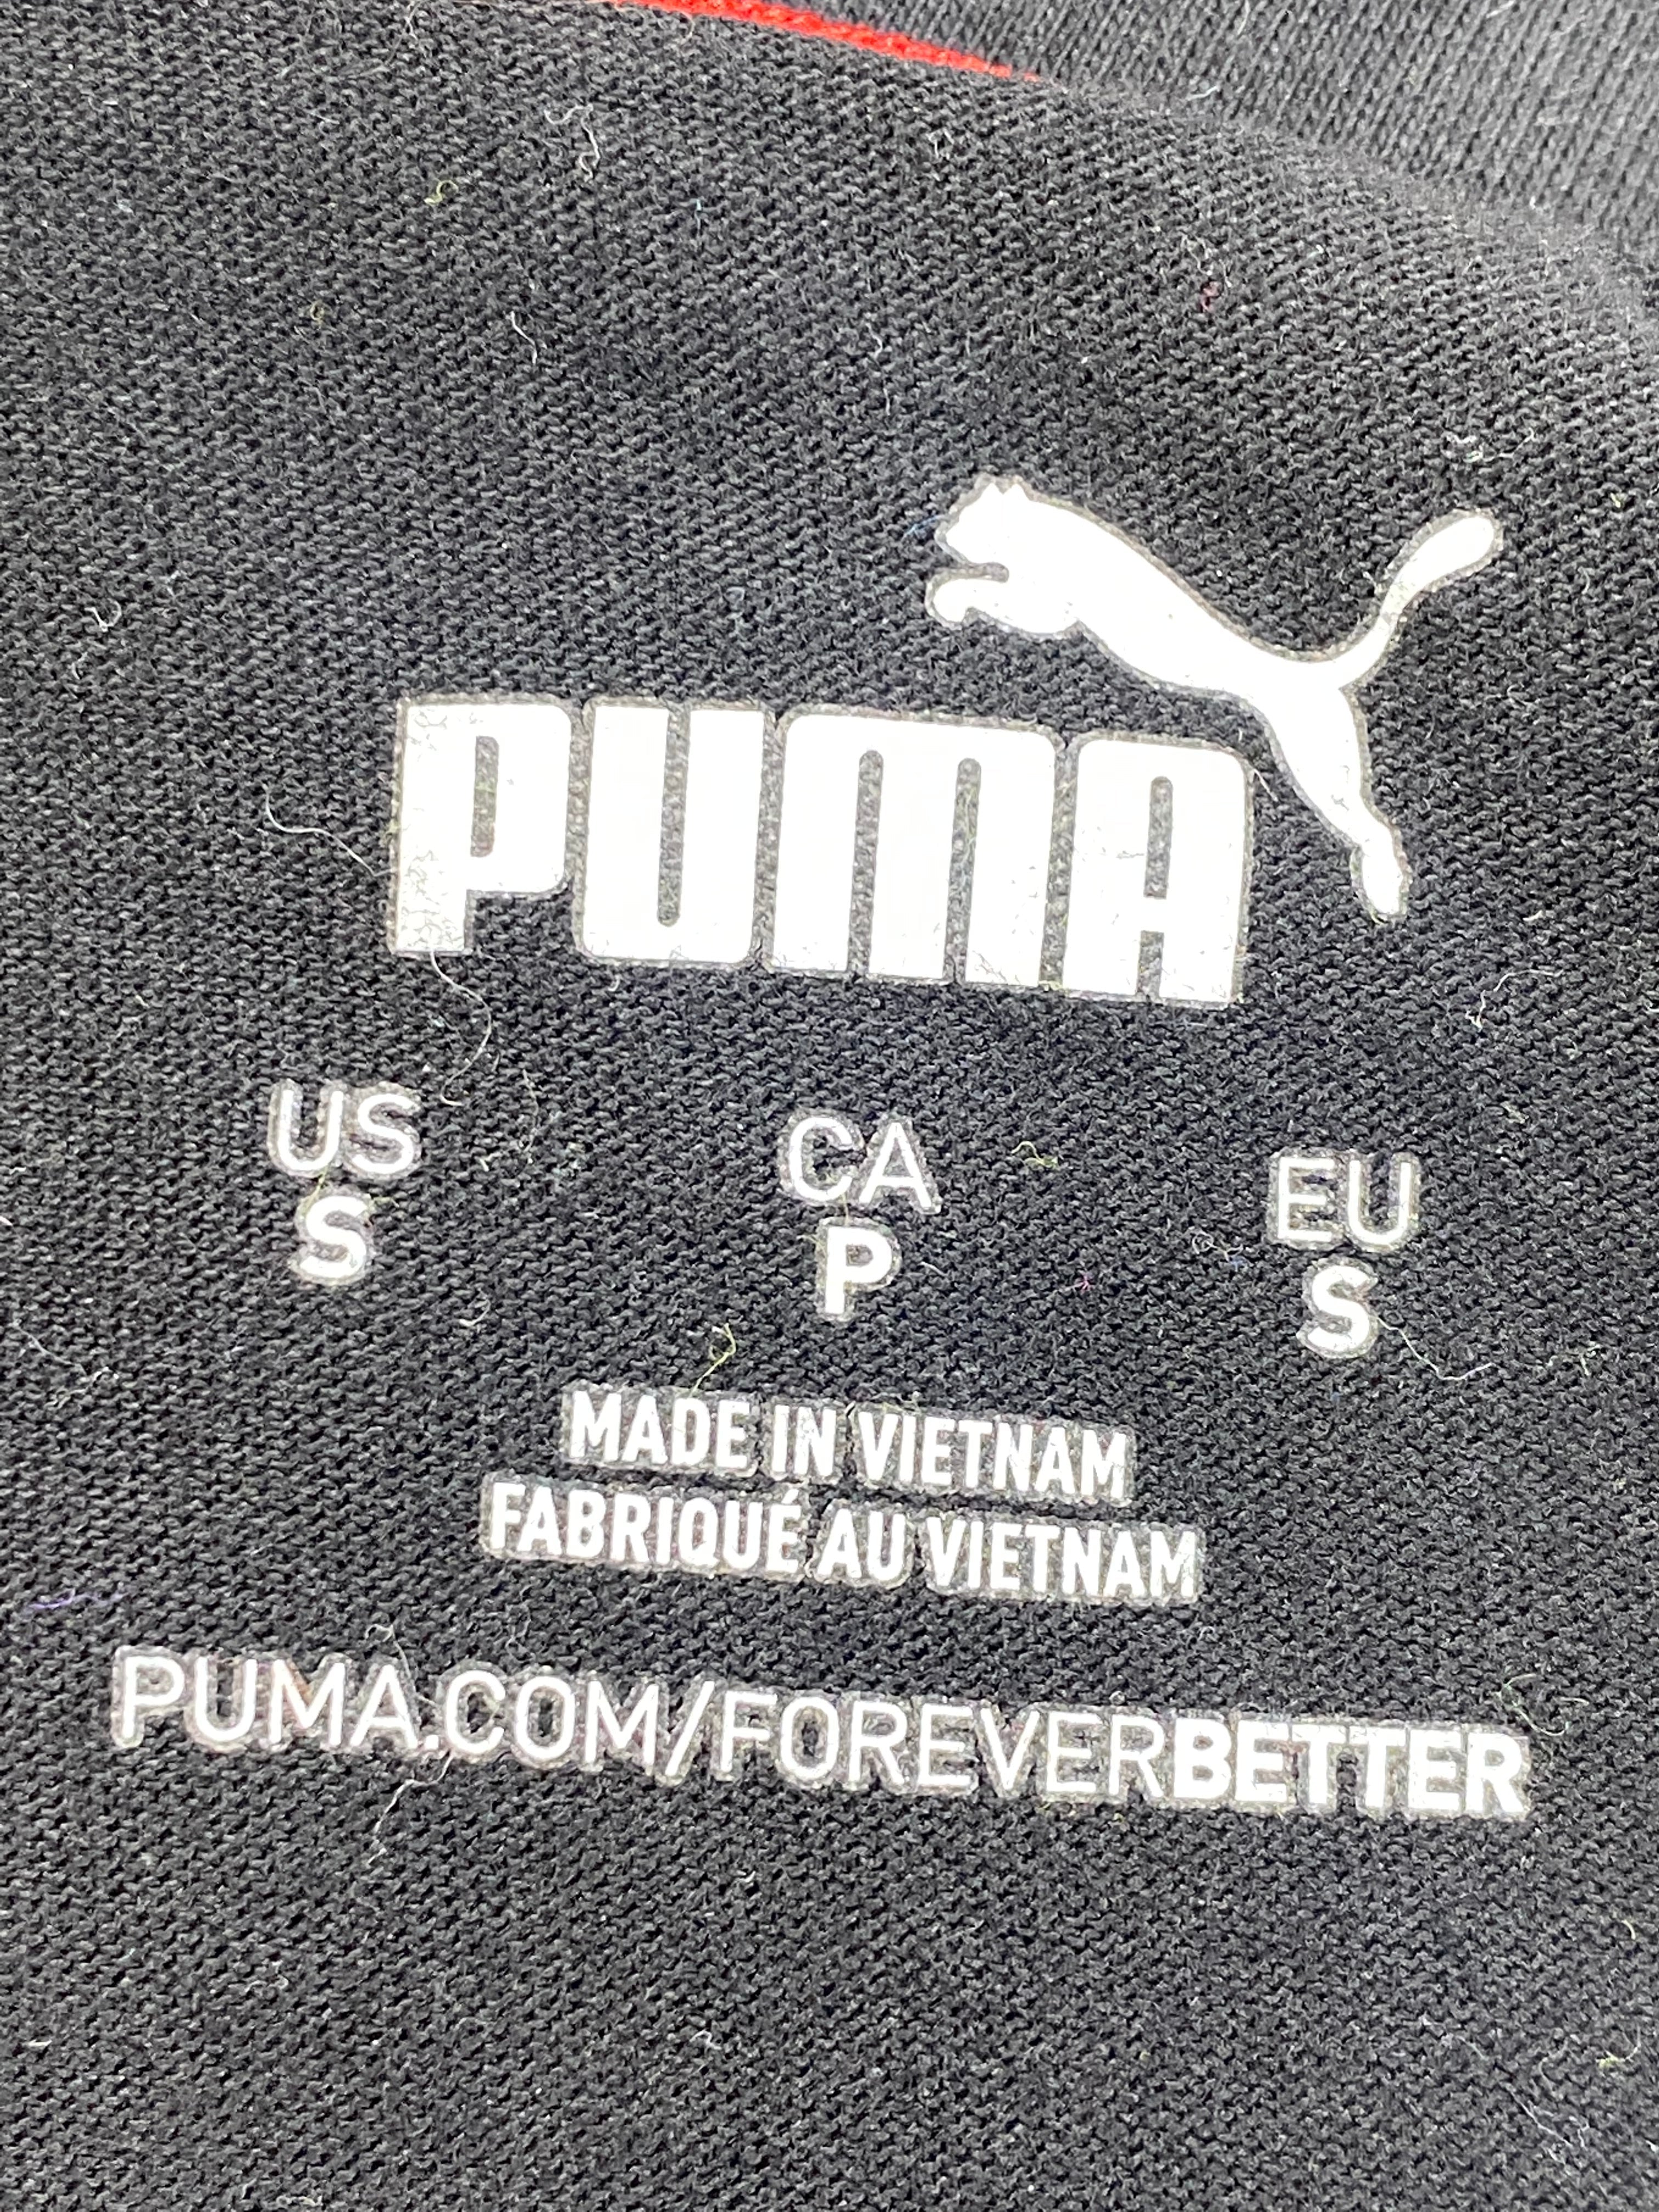 PUMA
US CA EU
S P S
MADE IN VIETNAM
FABRIQUÉ AU VIETNAM
PUMA.COM/FOREVERBETTER